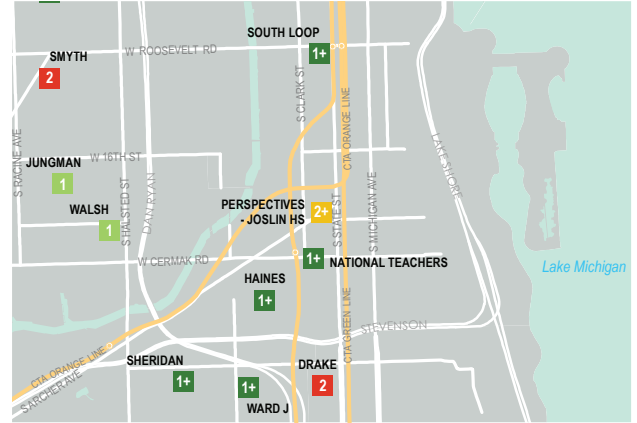 SOUTH LOOP
1+
W ROOSEVELT RD
SMYTH
2
S CLARK ST
CTA ORANGE LINE
LAKE SHORE
S RACINE AVE
W 16TH ST
JUNGMAN
1
WALSH
1
S HALSTED ST
DAN RYAN
PERSPECTIVES
- JOSLIN HS
2+
S STATE ST
S MICHIGAN AVE
W CERMAK RD
1+
NATIONAL TEACHERS
Lake Michigan
HAINES
1+
CTA GREEN LINE
STEVENSON
CTA ORANGE LINE
S ARCHER AVE
SHERIDAN
1+
1+
WARD J
DRAKE
2